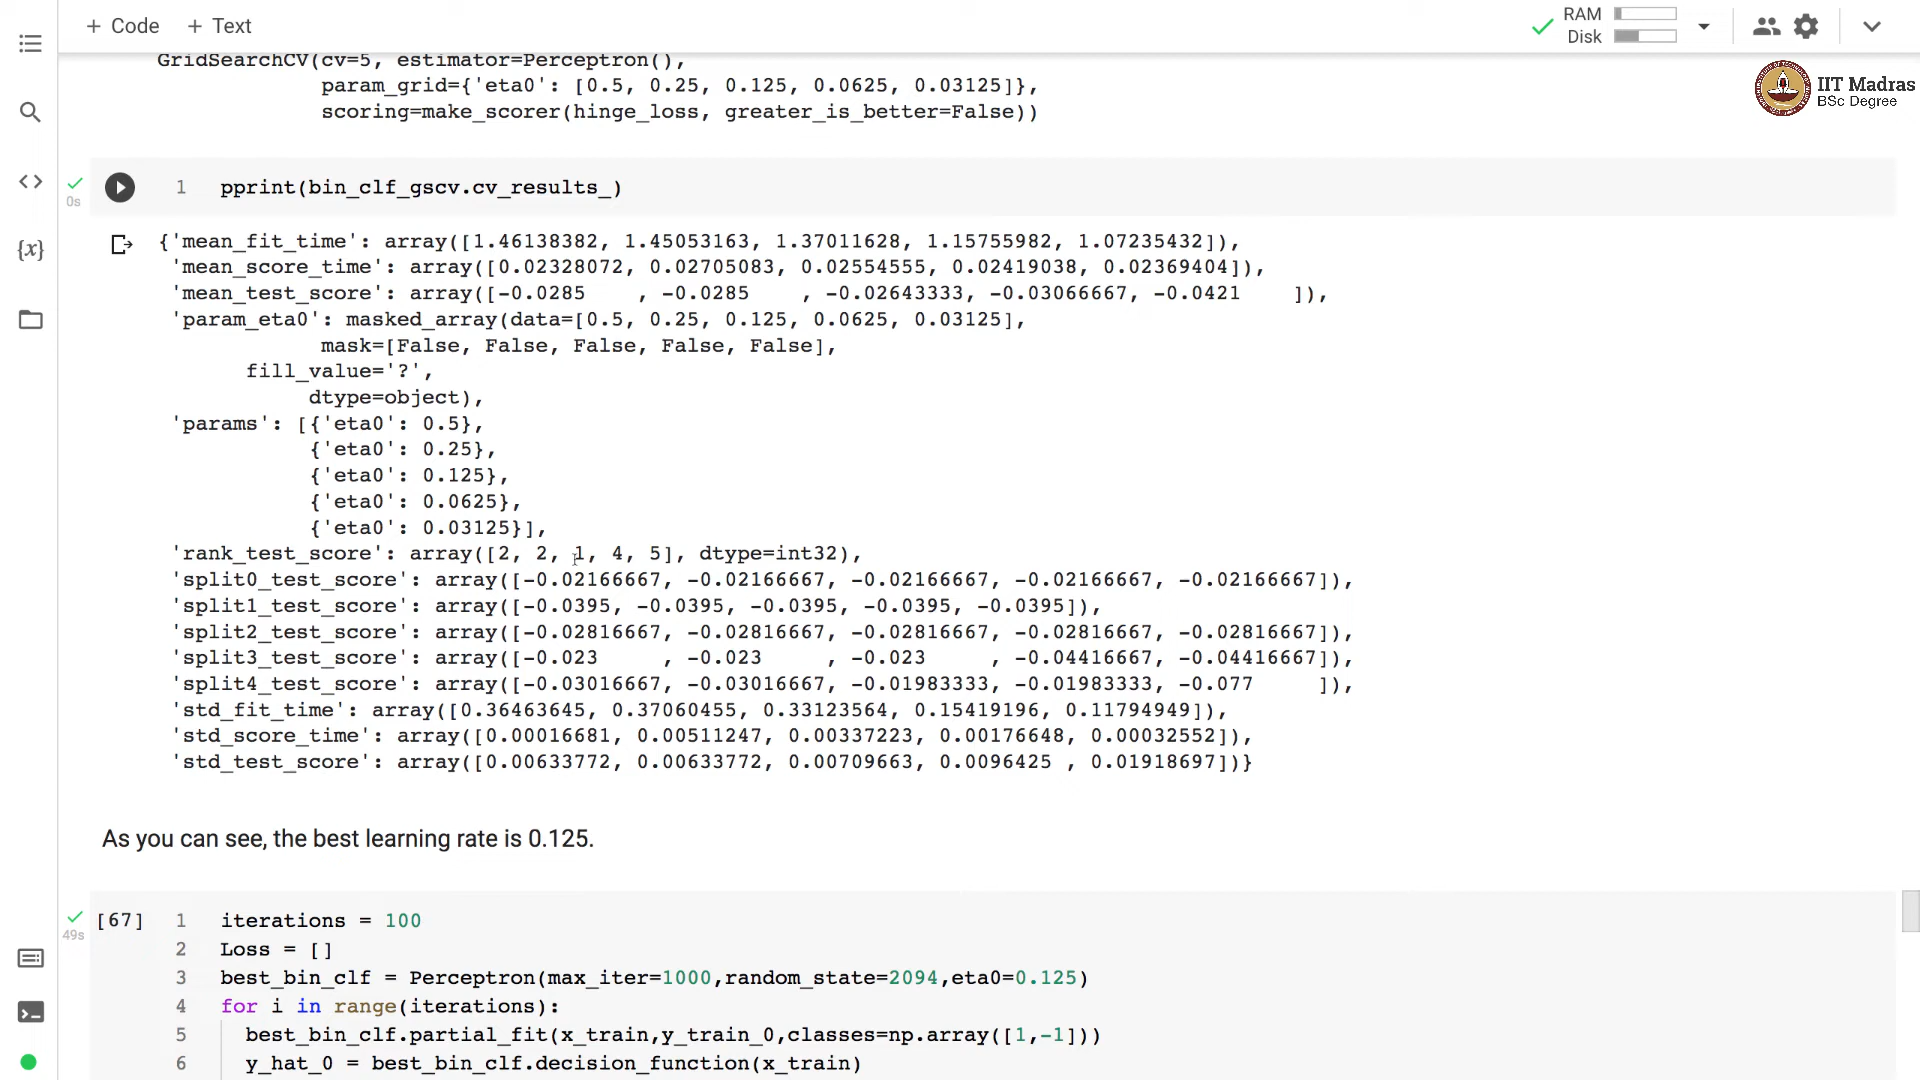 + Code + Text
RAM
Disk
IIT Madras
BSc Degree
GridSearchCV(cv=5, estimator=Perceptron(),
param_grid={'eta0': [0.5, 0.25, 0.125, 0.0625, 0.03125]},
scoring=make_scorer(hinge_loss, greater_is_better=False))
0s
1 pprint(bin_clf_gscv.cv_results_)
{x}
{'mean_fit_time': array([1.46138382, 1.45053163, 1.37011628, 1.15755982, 1.07235432]),
'mean_score_time': array([0.02328072, 0.02705083, 0.02554555, 0.02419038, 0.02369404]),
'mean_test_score': array([-0.0285    , -0.0285    , -0.02643333, -0.03066667, -0.0421    ]),
'param_eta0': masked_array(data=[0.5, 0.25, 0.125, 0.0625, 0.03125],
mask=[False, False, False, False, False],
fill_value='?',
dtype=object),
'params': [{'eta0': 0.5},
{'eta0': 0.25},
{'eta0': 0.125},
{'eta0': 0.0625},
{'eta0': 0.03125}],
'rank_test_score': array([2, 2, 1, 4, 5], dtype=int32),
'split0_test_score': array([-0.02166667, -0.02166667, -0.02166667, -0.02166667, -0.02166667]),
'split1_test_score': array([-0.0395, -0.0395, -0.0395, -0.0395, -0.0395]),
'split2_test_score': array([-0.02816667, -0.02816667, -0.02816667, -0.02816667, -0.02816667]),
'split3_test_score': array([-0.023     , -0.023     , -0.023     , -0.04416667, -0.04416667]),
'split4_test_score': array([-0.03016667, -0.03016667, -0.01983333, -0.01983333, -0.077     ]),
'std_fit_time': array([0.36463645, 0.37060455, 0.33123564, 0.15419196, 0.11794949]),
'std_score_time': array([0.00016681, 0.00511247, 0.00337223, 0.00176648, 0.00032552]),
'std_test_score': array([0.00633772, 0.00633772, 0.00709663, 0.0096425 , 0.01918697])}
As you can see, the best learning rate is 0.125.
[67] 1 iterations = 100
49s
2 Loss = []
3 best_bin_clf = Perceptron(max_iter=1000,random_state=2094,eta0=0.125)
4 for i in range(iterations):
5 best_bin_clf.partial_fit(x_train,y_train_0,classes=np.array([1,-1]))
6 y_hat_0 = best_bin_clf.decision_function(x_train)